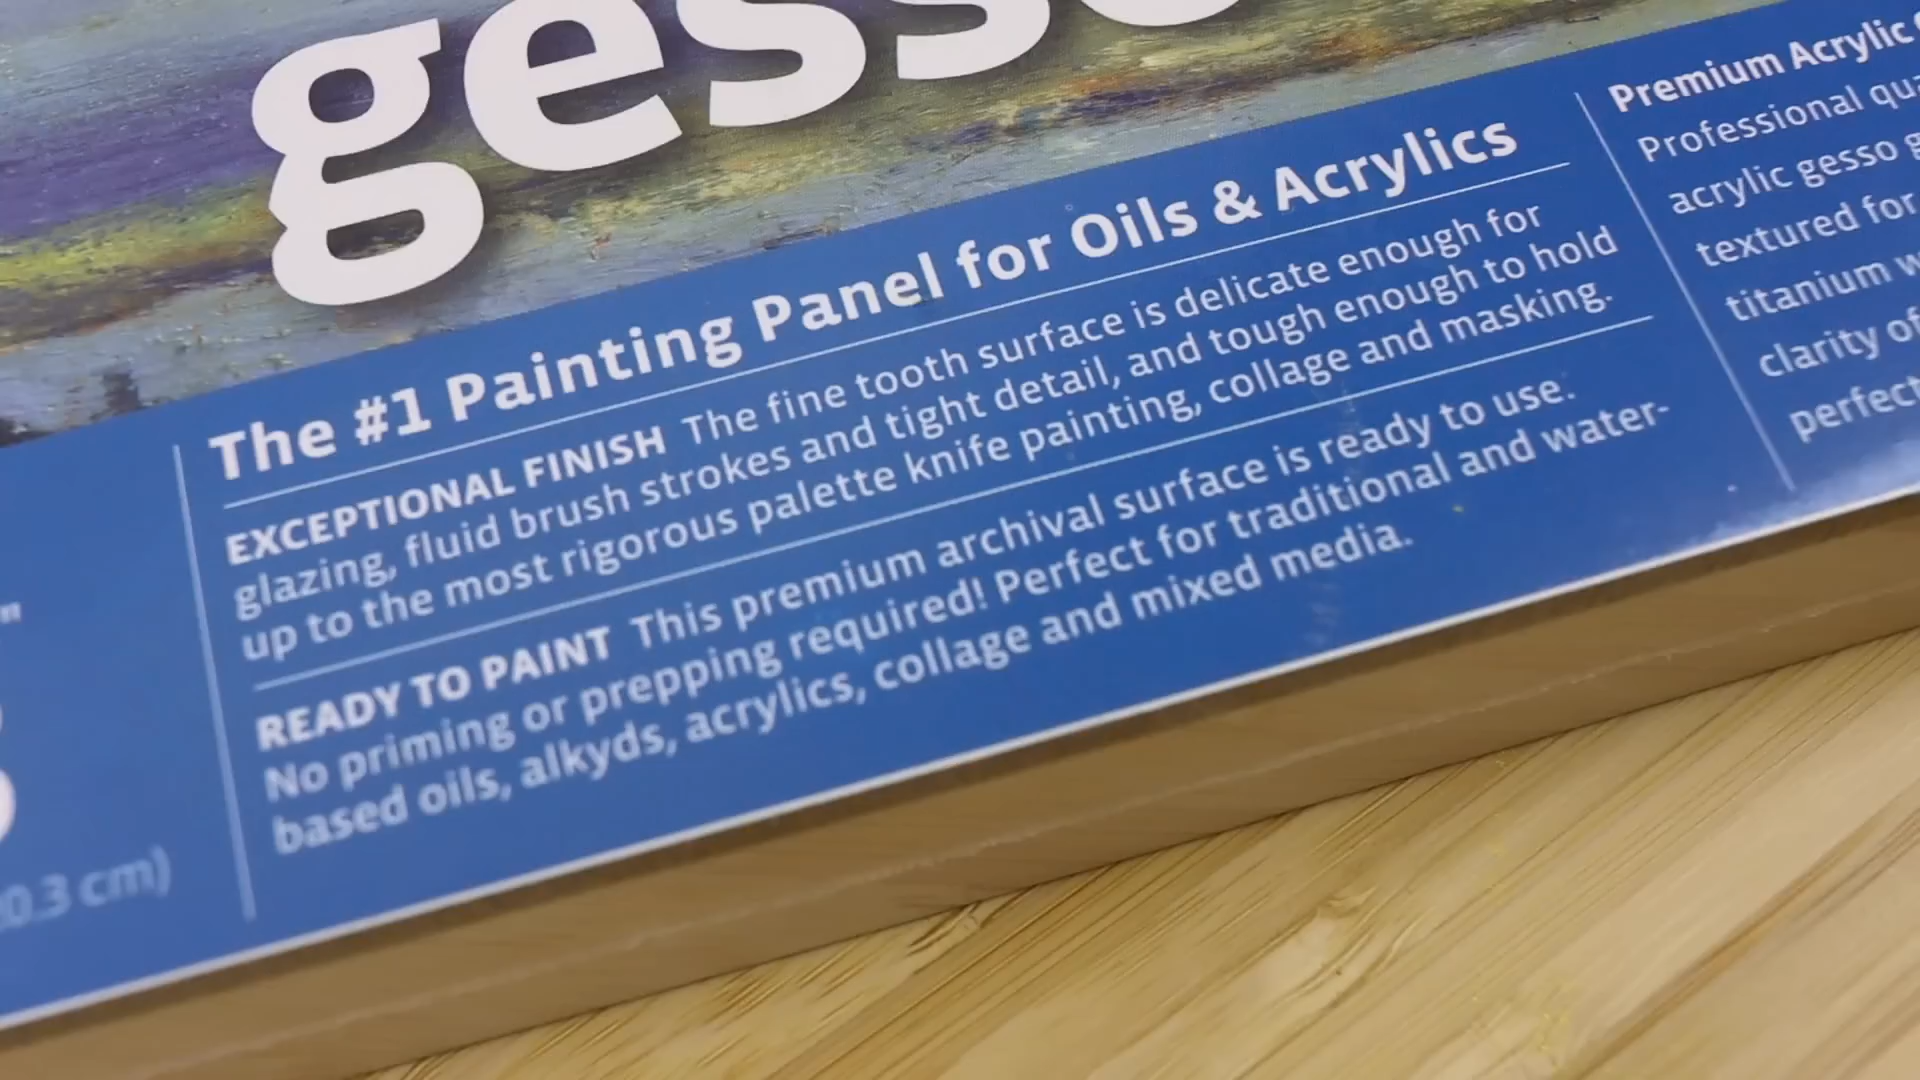 gesso
The #1 Painting Panel for Oils & Acrylics
EXCEPTIONAL FINISH The fine tooth surface is delicate enough for
glazing, fluid brush strokes and tight detail, and tough enough to hold
up to the most rigorous palette knife painting, collage and masking.
READY TO PAINT This premium archival surface is ready to use.
No priming or prepping required! Perfect for traditional and water-
based oils, alkyds, acrylics, collage and mixed media.
Premium Acrylic
Professional
acrylic gesso
textured for
titanium
clarity of
perfect
0.3 cm)